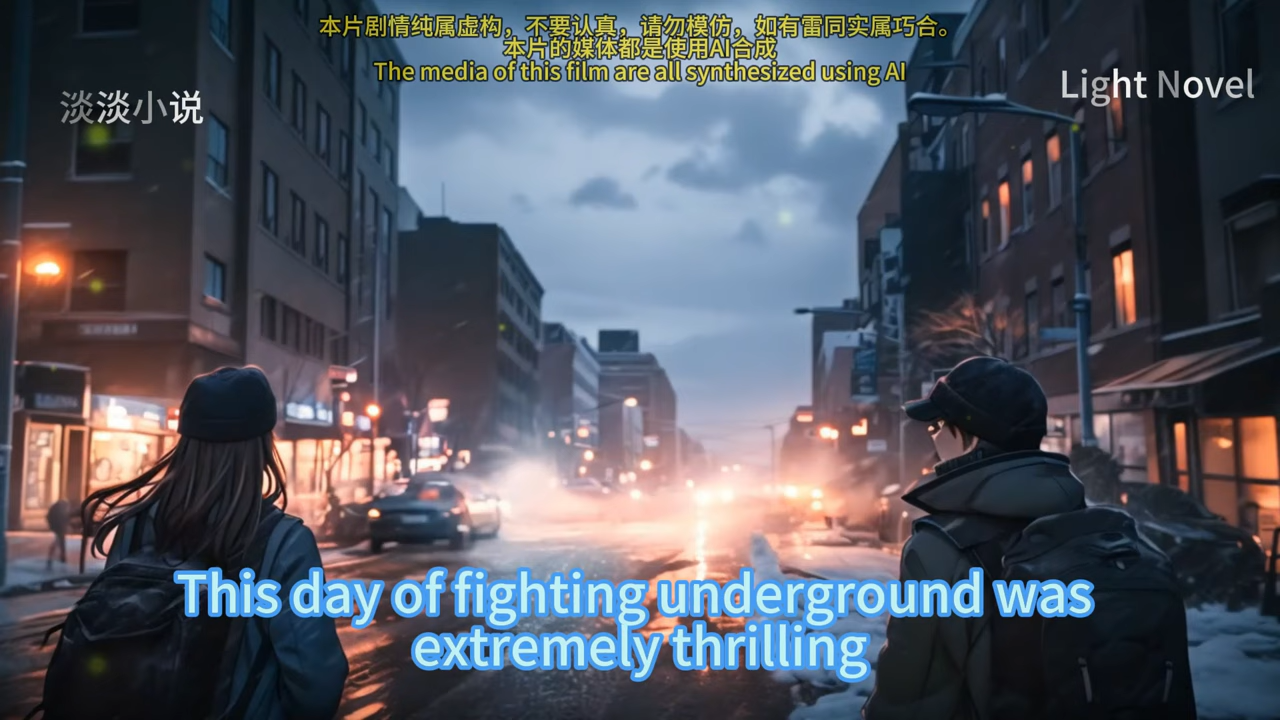 本片剧情纯属虚构，不要认真，请勿模仿，如有雷同实属巧合。
本片的媒体都是使用AI合成
The media of this film are all synthesized using AI
淡淡小说
Light Novel
This day of fighting underground was
extremely thrilling